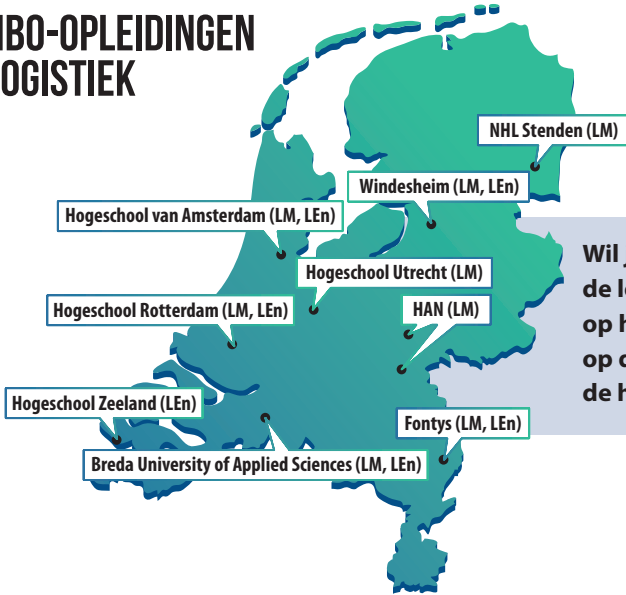 IBO-OPLEIDINGEN
OGISTIEK
NHL Stenden (LM)
Windesheim (LM, LEn)
Hogeschool van Amsterdam (LM, LEn)
Hogeschool Utrecht (LM)
Hogeschool Rotterdam (LM, LEn)
HAN (LM)
Hogeschool Zeeland (LEn)
Fontys (LM, LEn)
Breda University of Applied Sciences (LM, LEn)
Wil
de l
op h
op
de h